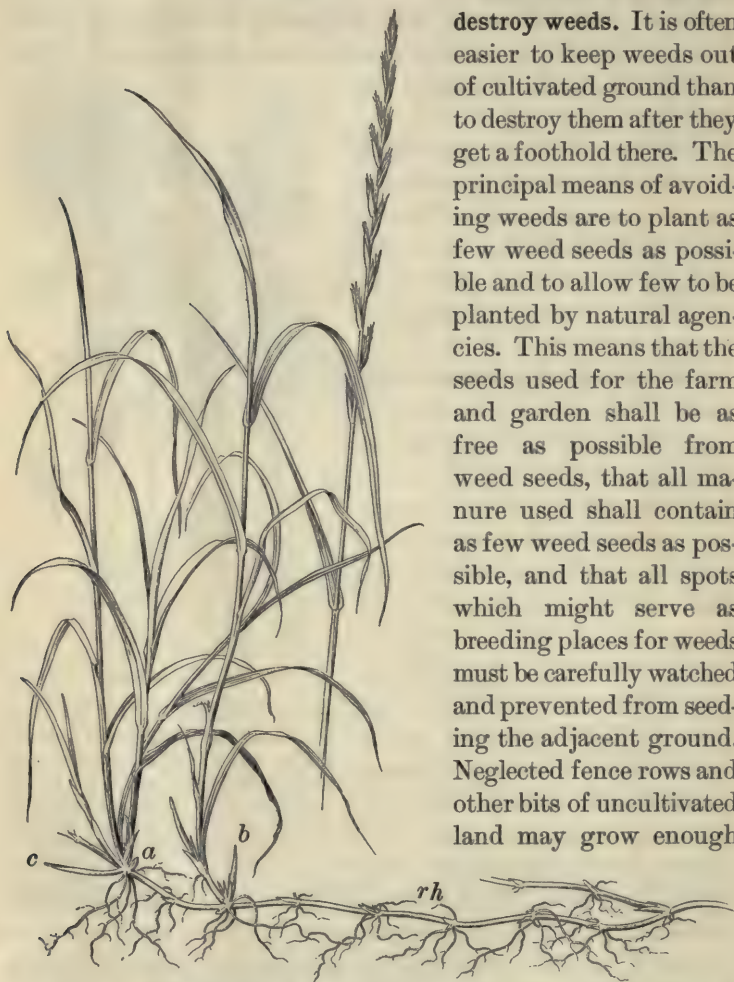 destroy weeds. It is often
easier to keep weeds out
of cultivated ground than
to destroy them after they
get a foothold there. The
principal means of avoid-
ing weeds are to plant as
few weed seeds as possi-
ble and to allow few to be
planted by natural agen-
cies. This means that the
seeds used for the farm
and garden shall be as
free as possible from
weed seeds, that all ma-
nure used shall contain
as few weed seeds as pos-
sible, and that all spots
which might serve as
breeding places for weeds
must be carefully watched
and prevented from seed-
ing the adjacent ground.
Neglected fence rows and
other bits of uncultivated
land may grow enough
c a b
rh